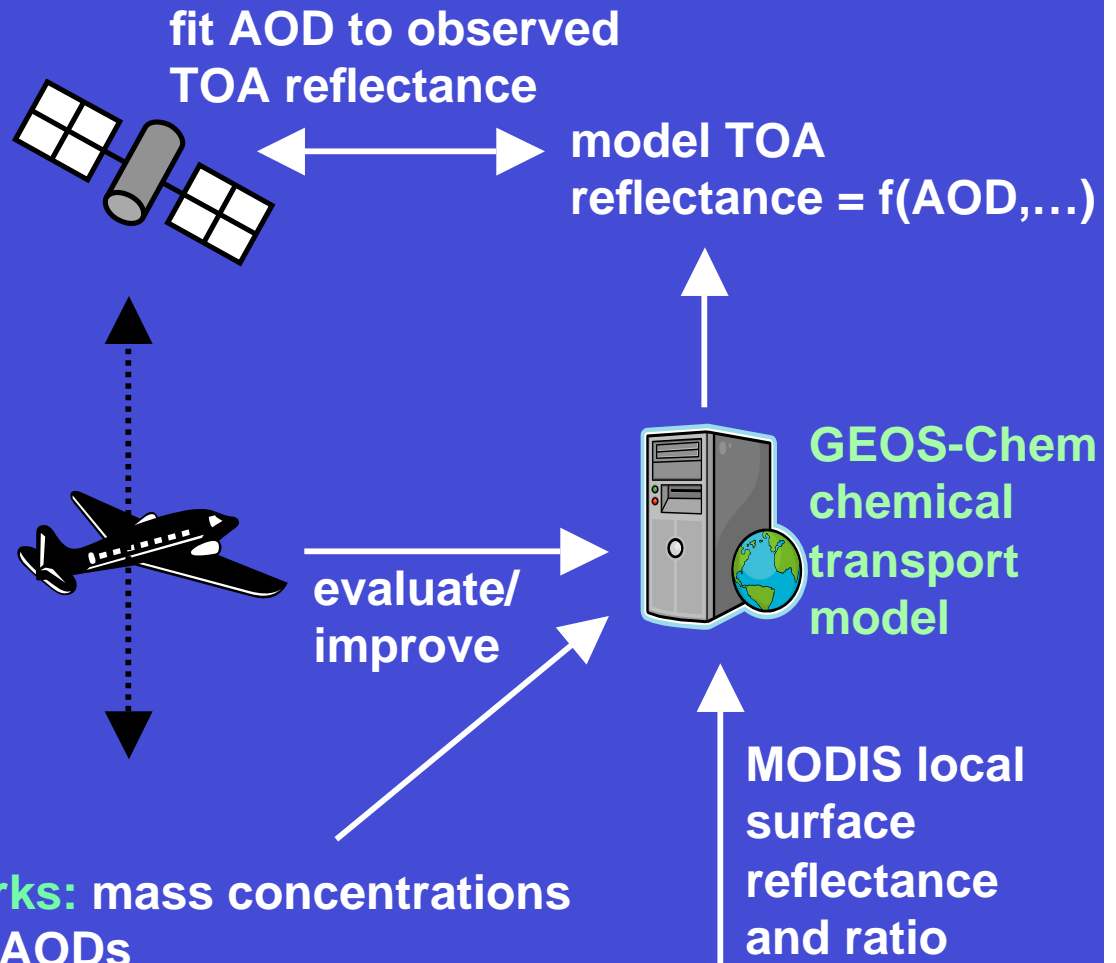 fit AOD to observed
TOA reflectance
model TOA
reflectance = f(AOD,…)
GEOS-Chem
chemical
transport
model
evaluate/
improve
MODIS local
surface
reflectance
and ratio
rks: mass concentrations
AODs